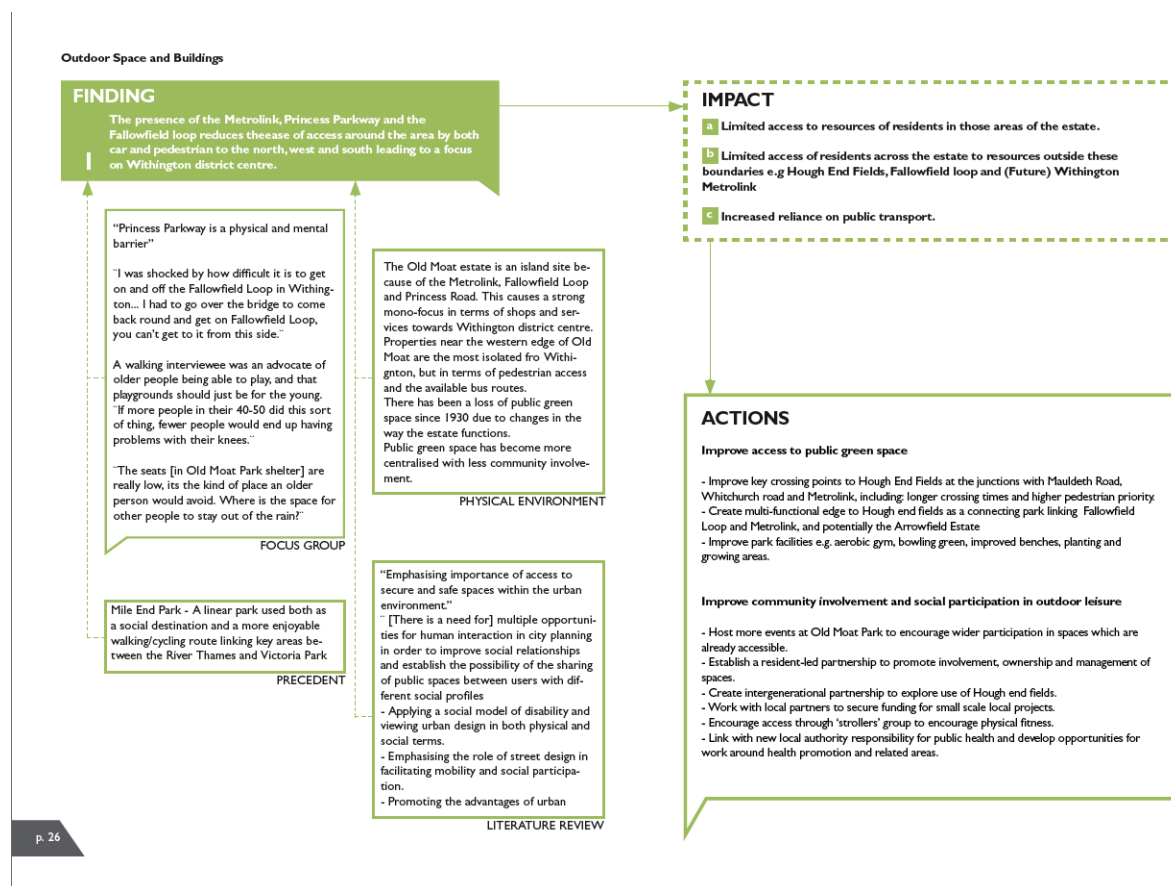 Outdoor Space and Buildings
FINDING
The presence of the Metrolink, Princess Parkway and the
Fallowfield loop reduces theease of access around the area by both
car and pedestrian to the north, west and south leading to a focus
on Withington district centre.
1
IMPACT
a Limited access to resources of residents in those areas of the estate.
b Limited access of residents across the estate to resources outside these
boundaries e.g Hough End Fields, Fallowfield loop and (Future) Withington
Metrolink
c Increased reliance on public transport.
“Princess Parkway is a physical and mental
barrier”
¨I was shocked by how difficult it is to get
on and off the Fallowfield Loop in Withing-
ton... I had to go over the bridge to come
back round and get on Fallowfield Loop,
you can't get to it from this side.¨
A walking interviewee was an advocate of
older people being able to play, and that
playgrounds should just be for the young.
¨If more people in their 40-50 did this sort
of thing, fewer people would end up having
problems with their knees.¨
¨The seats [in Old Moat Park shelter] are
really low, its the kind of place an older
person would avoid. Where is the space for
other people to stay out of the rain?¨
FOCUS GROUP
Mile End Park - A linear park used both as
a social destination and a more enjoyable
walking/cycling route linking key areas be-
tween the River Thames and Victoria Park
PRECEDENT
The Old Moat estate is an island site be-
cause of the Metrolink, Fallowfield Loop
and Princess Road. This causes a strong
mono-focus in terms of shops and ser-
vices towards Withington district centre.
Properties near the western edge of Old
Moat are the most isolated fro Withi-
gnton, but in terms of pedestrian access
and the available bus routes.
There has been a loss of public green
space since 1930 due to changes in the
way the estate functions.
Public green space has become more
centralised with less community involve-
ment.
PHYSICAL ENVIRONMENT
“Emphasising importance of access to
secure and safe spaces within the urban
environment.”
¨ [There is a need for] multiple opportuni-
ties for human interaction in city planning
in order to improve social relationships
and establish the possibility of the sharing
of public spaces between users with dif-
ferent social profiles
- Applying a social model of disability and
viewing urban design in both physical and
social terms.
- Emphasising the role of street design in
facilitating mobility and social participa-
tion.
- Promoting the advantages of urban
LITERATURE REVIEW
ACTIONS
Improve access to public green space
- Improve key crossing points to Hough End Fields at the junctions with Mauldeth Road,
Whitchurch road and Metrolink, including: longer crossing times and higher pedestrian priority.
- Create multi-functional edge to Hough end fields as a connecting park linking Fallowfield
Loop and Metrolink, and potentially the Arrowfield Estate
- Improve park facilities e.g. aerobic gym, bowling green, improved benches, planting and
growing areas.
Improve community involvement and social participation in outdoor leisure
- Host more events at Old Moat Park to encourage wider participation in spaces which are
already accessible.
- Establish a resident-led partnership to promote involvement, ownership and management of
spaces.
- Create intergenerational partnership to explore use of Hough end fields.
- Work with local partners to secure funding for small scale local projects.
- Encourage access through ‘strollers’ group to encourage physical fitness.
- Link with new local authority responsibility for public health and develop opportunities for
work around health promotion and related areas.
p. 26